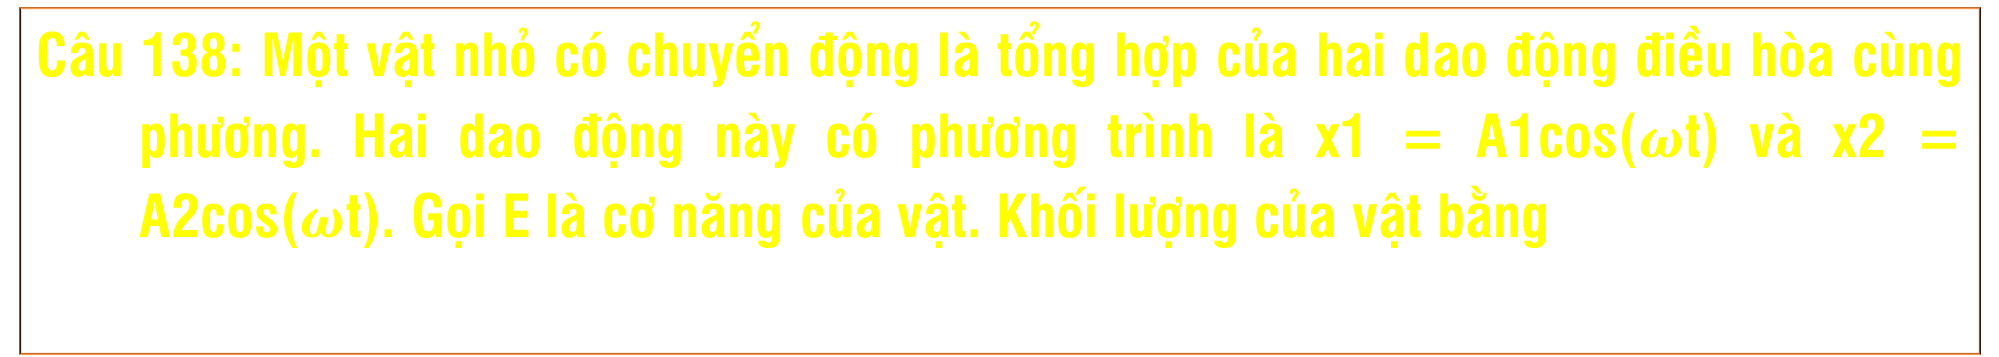 Câu 138: Một vật nhỏ có chuyển động là tổng hợp của hai dao động điều hòa cùng
phương. Hai dao động này có phương trình là x1 = A1cos(ωt) và x2 =
A2cos(ωt). Gọi E là cơ năng của vật. Khối lượng của vật bằng